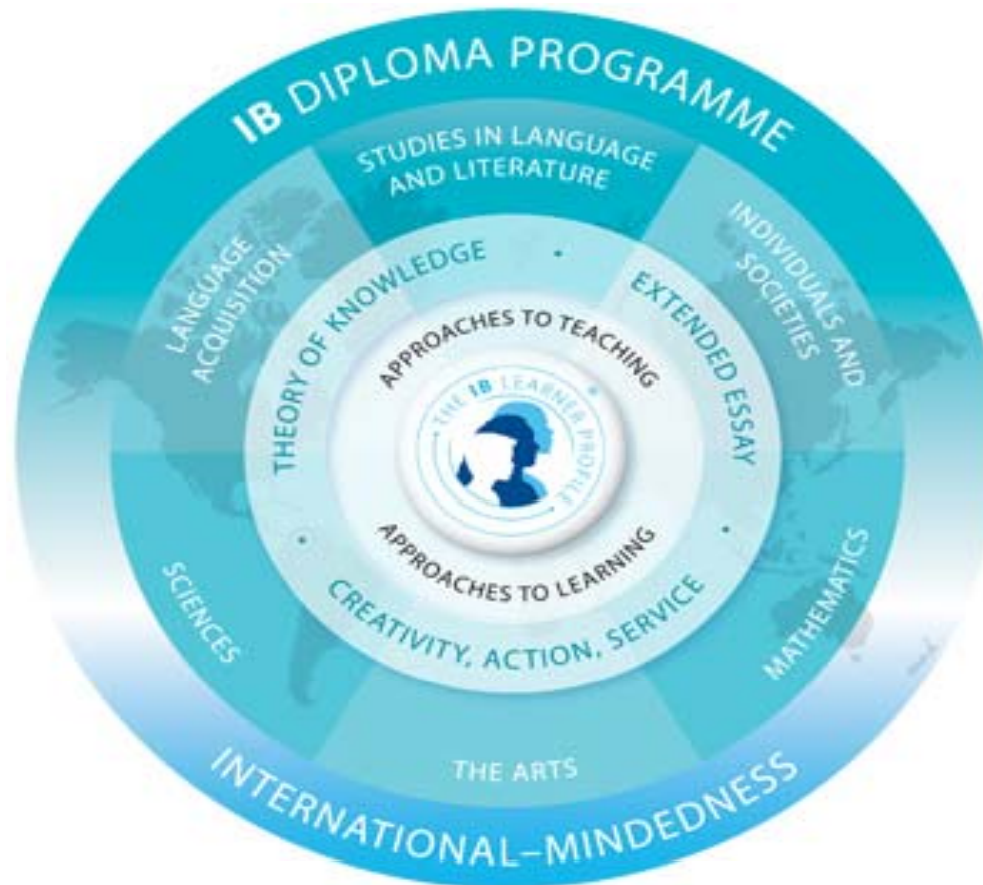 IB DIPLOMA PROGRAMME
STUDIES IN LANGUAGE
AND LITERATURE
LANGUAGE
ACQUISITION
INDIVIDUALS AND
SOCIETIES
THEORY OF KNOWLEDGE
EXTENDED ESSAY
APPROACHES TO TEACHING
THE IB LEARNER PROFILE
APPROACHES TO LEARNING
CREATIVITY, ACTION, SERVICE
SCIENCES
MATHEMATICS
THE ARTS
INTERNATIONAL–MINDEDNESS